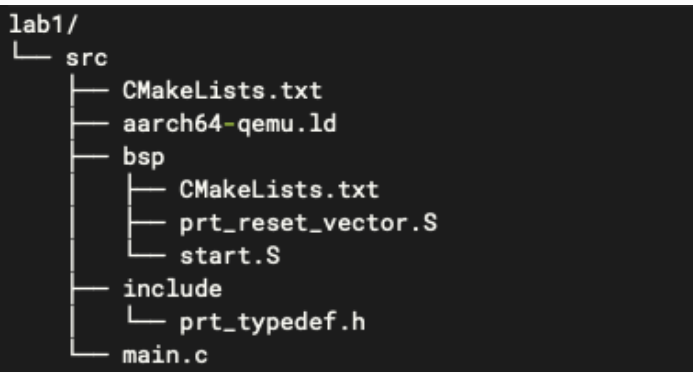 lab1/
└── src
    ├── CMakeLists.txt
    ├── aarch64-qemu.ld
    ├── bsp
    │   ├── CMakeLists.txt
    │   ├── prt_reset_vector.S
    │   └── start.S
    ├── include
    │   └── prt_typedef.h
    └── main.c